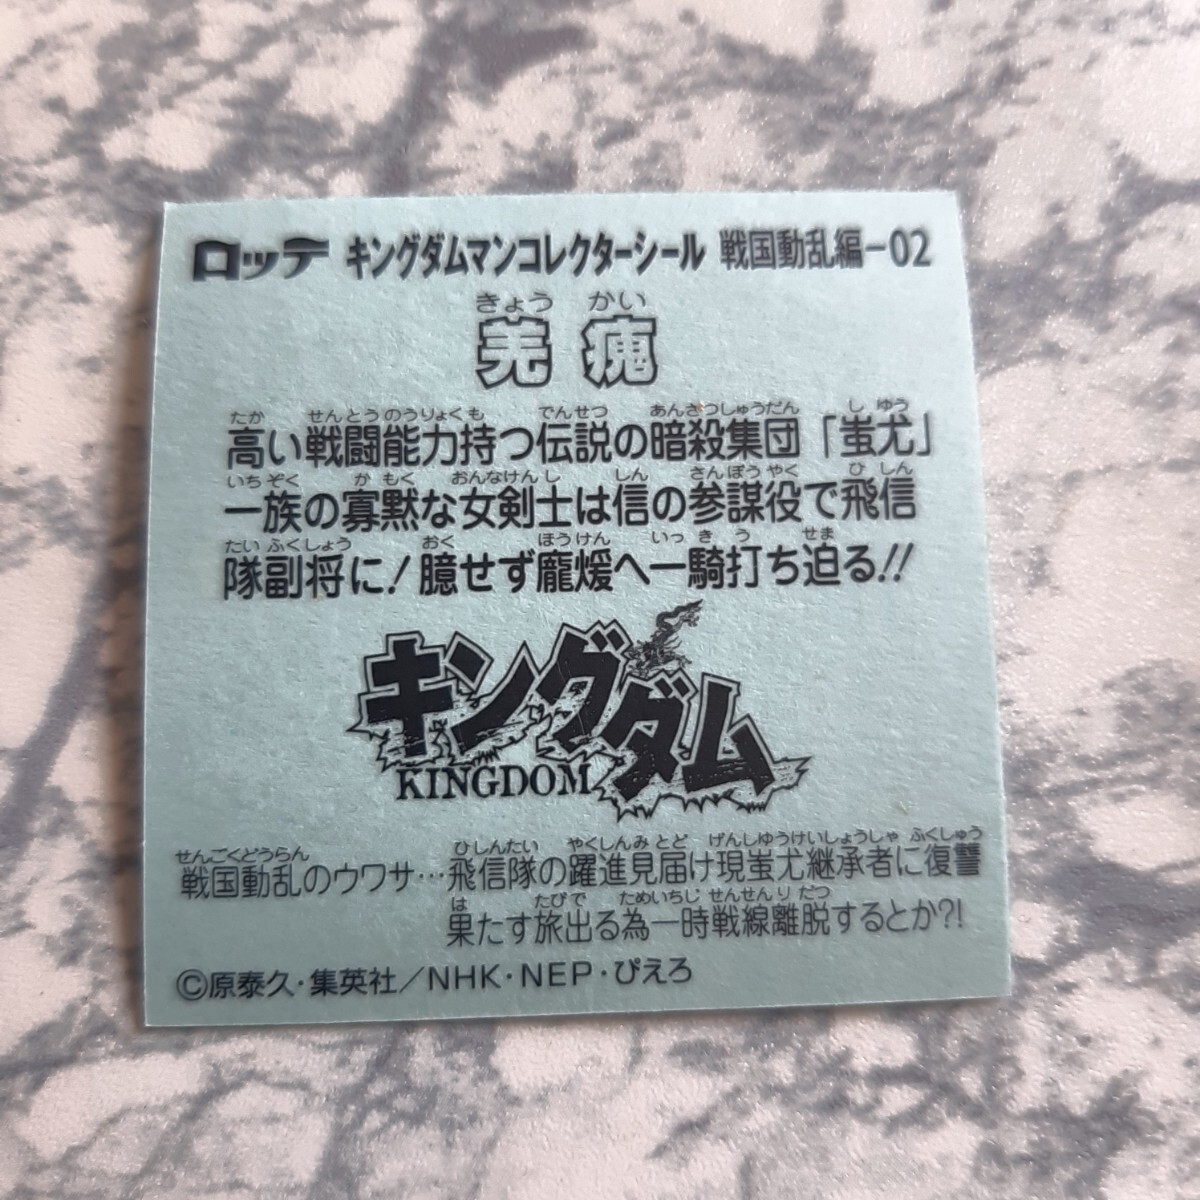 ロッテ キングダムマンコレクターシール 戦国動乱編-02
きょう かい
羌瘣
たか せんとうのうりょくも でんせつ あんさつしゅうだん し ゆう
高い戦闘能力持つ伝説の暗殺集団「蚩尤」
いちぞく か もく おんなけんし しん さんぼうやく ひ しん
一族の寡黙な女剣士は信の参謀役で飛信
たい ふくしょう おく ほうけん いっ き う せま
隊副将に!臆せず龐煖へ一騎打ち迫る!!
キングダム
KINGDOM
せんごくどうらん ひしんたい やくしんみとど げんしゆうけいしょうしゃ ふくしゅう
戦国動乱のウワサ…飛信隊の躍進見届け現蚩尤継承者に復讐
は たびで ためいちじ せんせんり だつ
果たす旅出る為一時戦線離脱するとか?!
©原泰久・集英社/NHK・NEP・ぴえろ